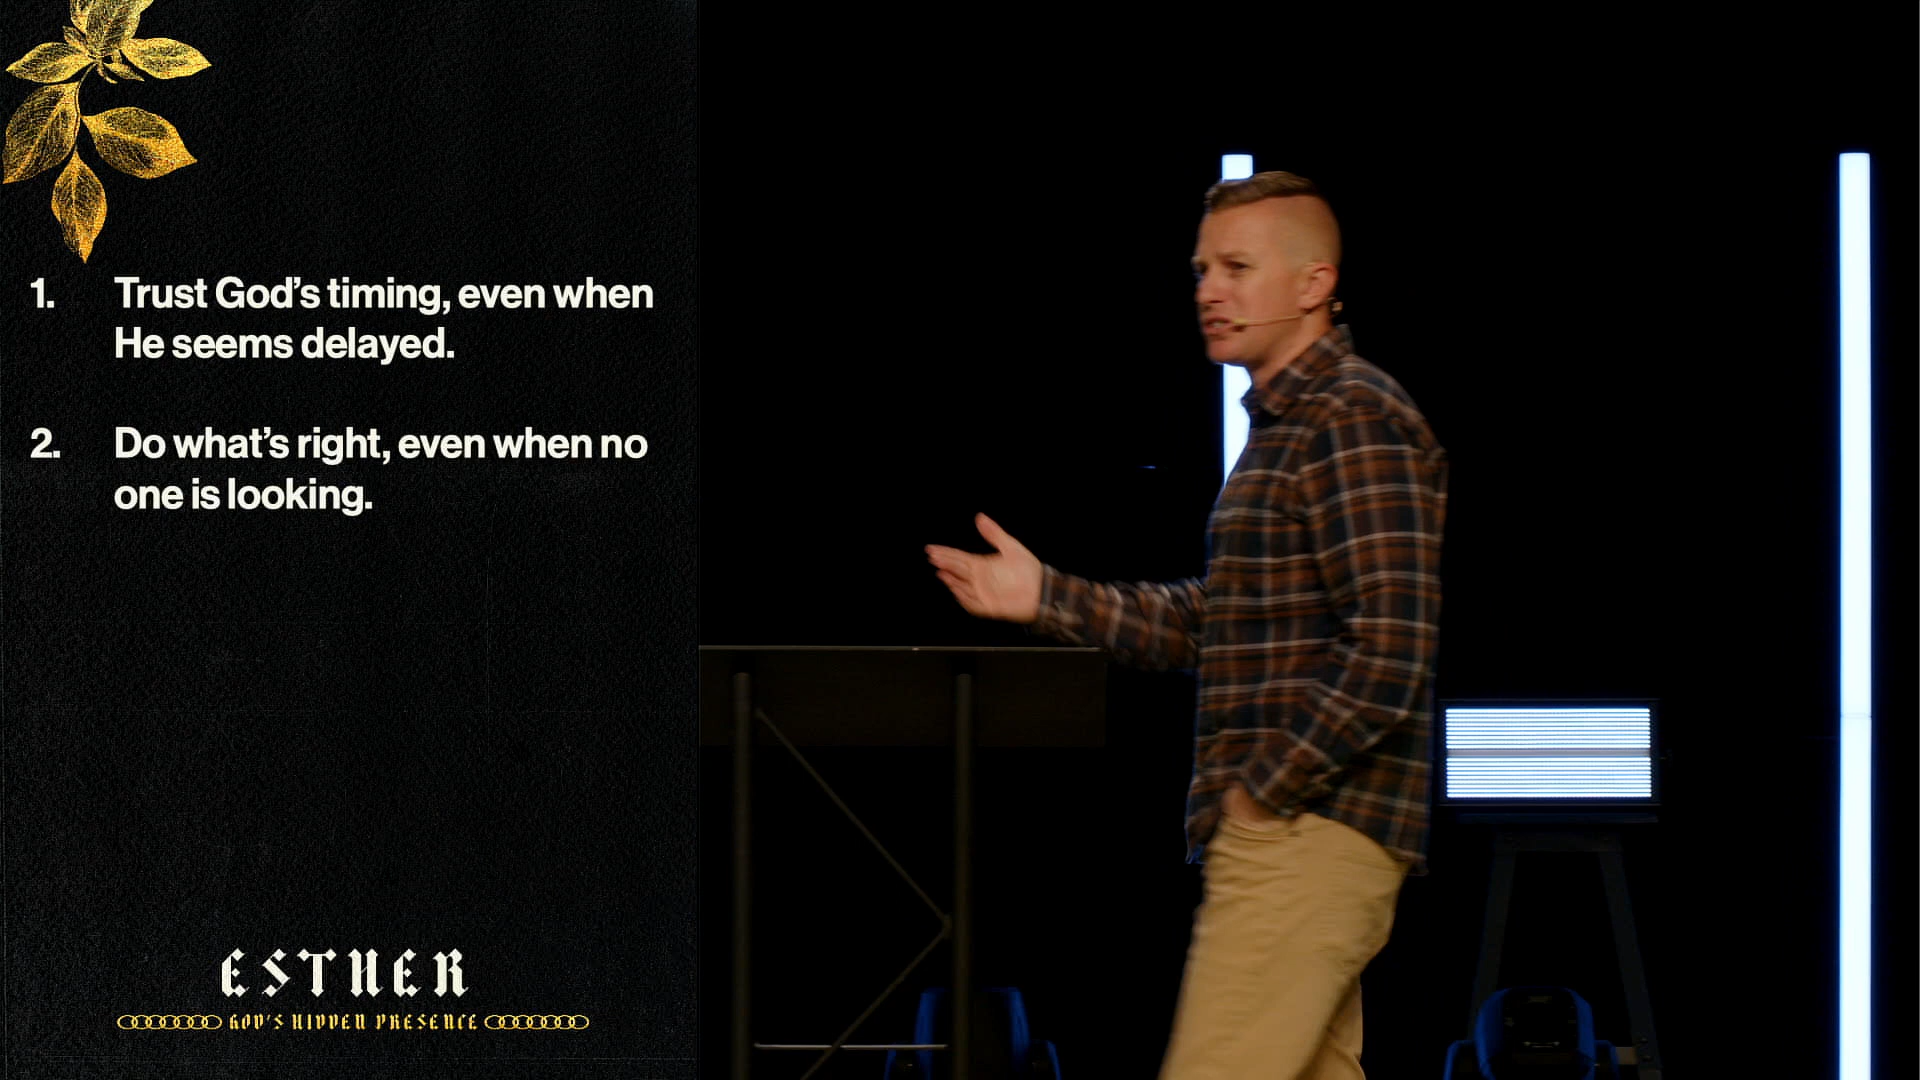 1. Trust God’s timing, even when
He seems delayed.
2. Do what’s right, even when no
one is looking.
ESTHER
GOD'S HIDDEN PRESENCE